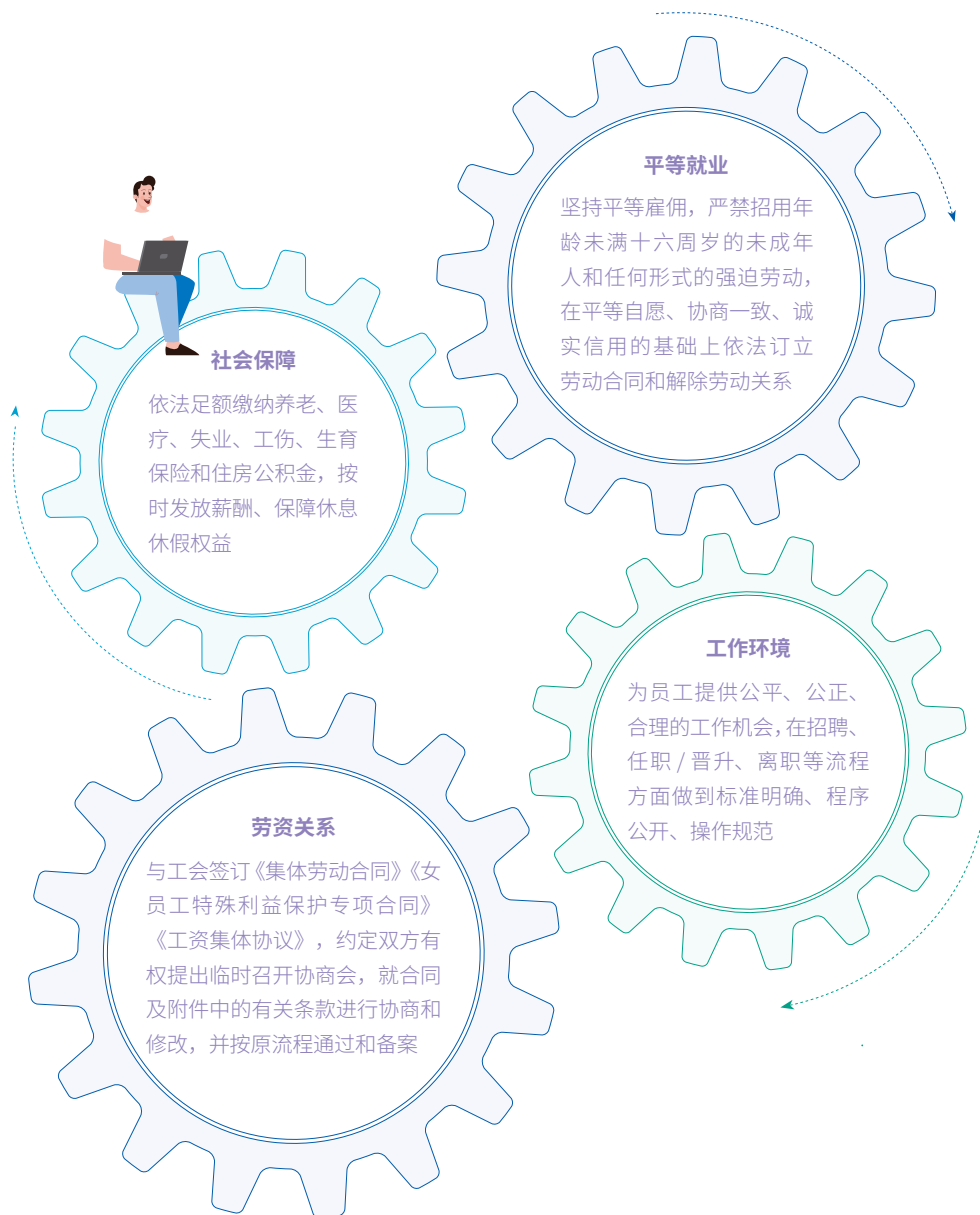 平等就业
坚持平等雇佣，严禁招用年
龄未满十六周岁的未成年
人和任何形式的强迫劳动，
在平等自愿、协商一致、诚
实信用的基础上依法订立
劳动合同和解除劳动关系
社会保障
依法足额缴纳养老、医
疗、失业、工伤、生育
保险和住房公积金，按
时发放薪酬、保障休息
休假权益
工作环境
为员工提供公平、公正、
合理的工作机会，在招聘、
任职 / 晋升、离职等流程
方面做到标准明确、程序
公开、操作规范
劳资关系
与工会签订《集体劳动合同》《女
员工特殊利益保护专项合同》
《工资集体协议》，约定双方有
权提出临时召开协商会，就合同
及附件中的有关条款进行协商和
修改，并按原流程通过和备案